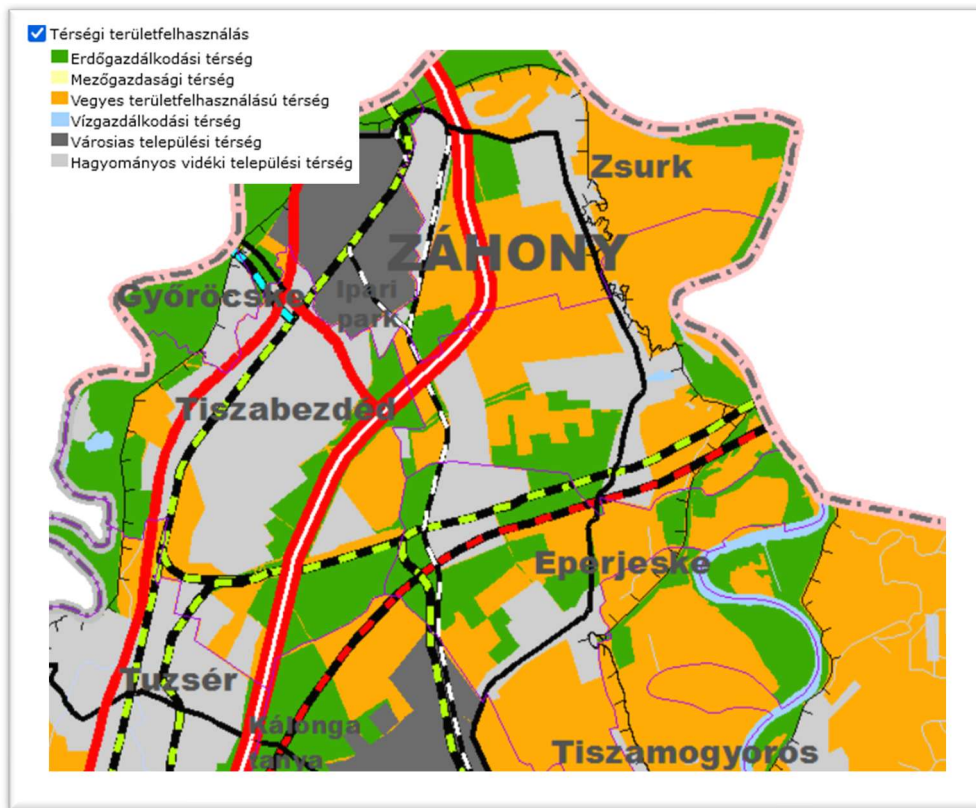 Térségi területfelhasználás
Erdőgazdálkodási térség
Mezőgazdasági térség
Vegyes területfelhasználású térség
Vízgazdálkodási térség
Városias települési térség
Hagyományos vidéki települési térség
Zsurk
ZÁHONY
Győröcske
Ipari
park
Tiszabezdéd
Eperjeske
Tuzsér
Kálonga
tanya
Tiszamogyorós